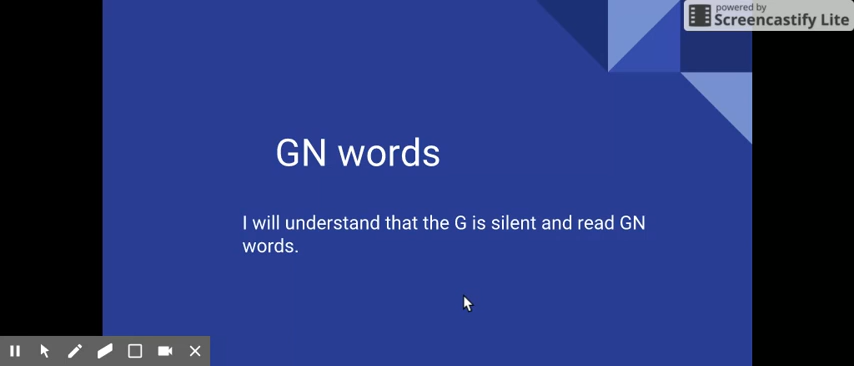 powered by
Screencastify Lite
GN words
I will understand that the G is silent and read GN
words.